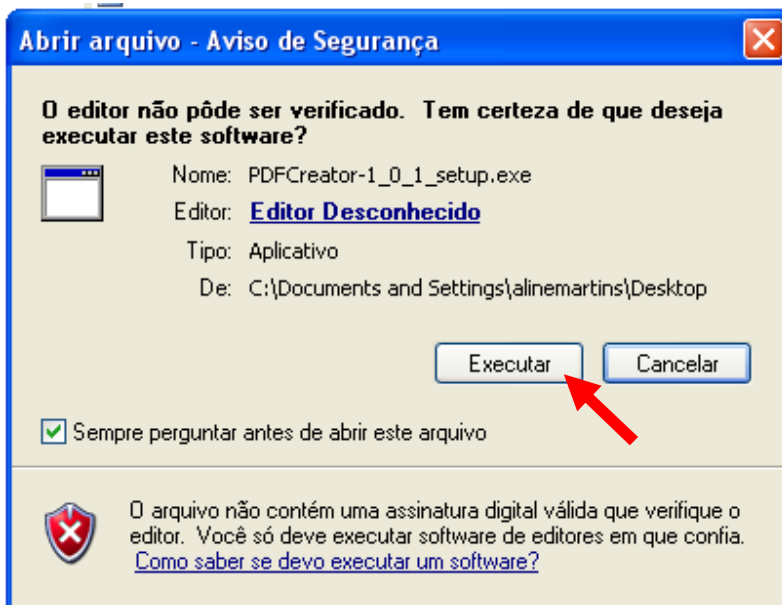 Abrir arquivo - Aviso de Segurança
O editor não pôde ser verificado. Tem certeza de que deseja
executar este software?
Nome: PDFCreator-1_0_1_setup.exe
Editor: Editor Desconhecido
Tipo: Aplicativo
De: C:\Documents and Settings\alinemartins\Desktop
Executar Cancelar
Sempre perguntar antes de abrir este arquivo
O arquivo não contém uma assinatura digital válida que verifique o
editor. Você só deve executar software de editores em que confia.
Como saber se devo executar um software?